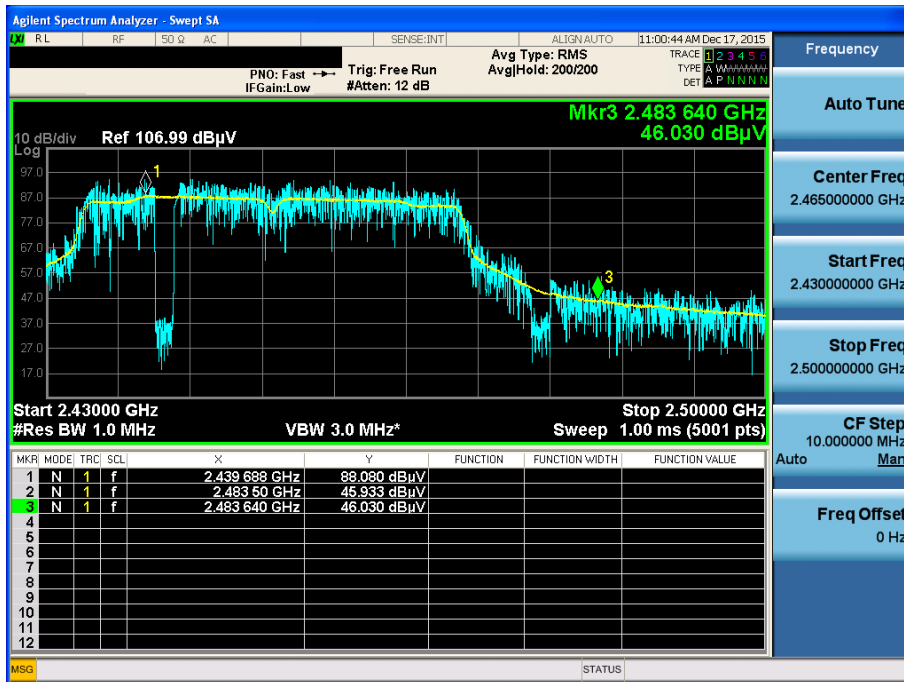 Agilent Spectrum Analyzer - Swept SA
LXI RL RF 50 Ω AC SENSE:INT ALIGN AUTO 11:00:44 AM Dec 17, 2015
PNO: Fast Trig: Free Run Avg Type: RMS TRACE 1 2 3 4 5 6
IFGain:Low #Atten: 12 dB Avg|Hold: 200/200 TYPE A WWWWW
DET A P N N N N
Frequency
Auto Tune
Center Freq
2.465000000 GHz
Start Freq
2.430000000 GHz
Stop Freq
2.500000000 GHz
CF Step
10.000000 MHz
Auto Man
Freq Offset
0 Hz
Mkr3 2.483 640 GHz
46.030 dBµV
10 dB/div Ref 106.99 dBµV
Log
97.0
87.0
77.0
67.0
57.0
47.0
37.0
27.0
17.0
1
3
Start 2.43000 GHz Stop 2.50000 GHz
#Res BW 1.0 MHz VBW 3.0 MHz* Sweep 1.00 ms (5001 pts)
MKR MODE TRC SCL X Y FUNCTION FUNCTION WIDTH FUNCTION VALUE
1 N 1 f 2.439 688 GHz 88.080 dBµV
2 N 1 f 2.483 50 GHz 45.933 dBµV
3 N 1 f 2.483 640 GHz 46.030 dBµV
4
5
6
7
8
9
10
11
12
MSG STATUS